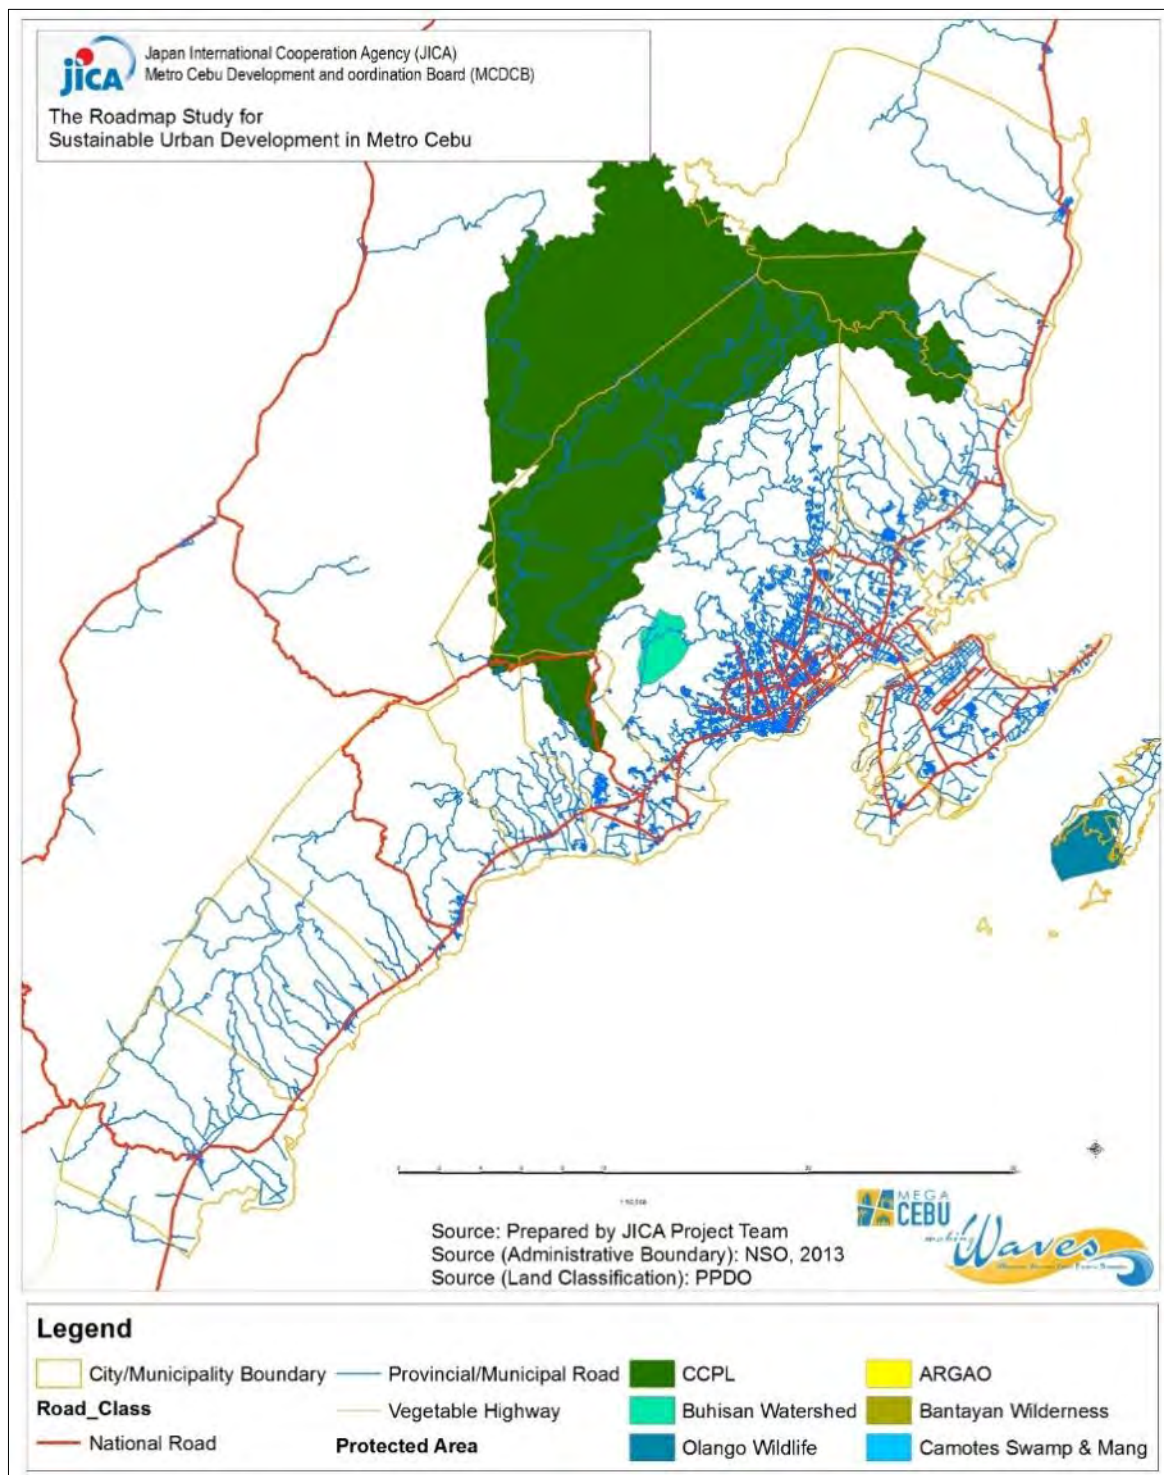 JICA
Japan International Cooperation Agency (JICA)
Metro Cebu Development and oordination Board (MCDCB)
The Roadmap Study for
Sustainable Urban Development in Metro Cebu
MEGA
CEBU
making
Waves
Source: Prepared by JICA Project Team
Source (Administrative Boundary): NSO, 2013
Source (Land Classification): PPDO
Legend
City/Municipality Boundary
Provincial/Municipal Road
CCPL
ARGAO
Road_Class
Vegetable Highway
Buhisan Watershed
Bantayan Wilderness
National Road
Protected Area
Olango Wildlife
Camotes Swamp & Mang